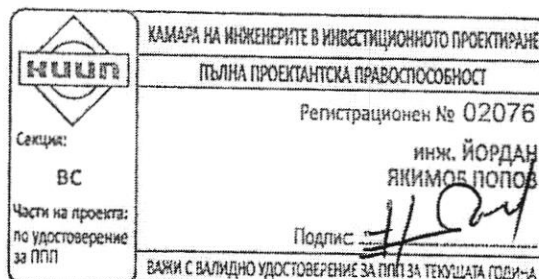 киип
Секция:
ВС
Части на проекта:
по удостоверение
за ППП
КАМАРА НА ИНЖЕНЕРИТЕ В ИНВЕСТИЦИОННОТО ПРОЕКТИРАНЕ
ПЪЛНА ПРОЕКТАНТСКА ПРАВОСПОСОБНОСТ
Регистрационен № 02076
инж. ЙОРДАН
ЯКИМОВ ПОПОВ
Подпис:
ВАЖИ С ВАЛИДНО УДОСТОВЕРЕНИЕ ЗА ППП ЗА ТЕКУЩАТА ГОДИНА